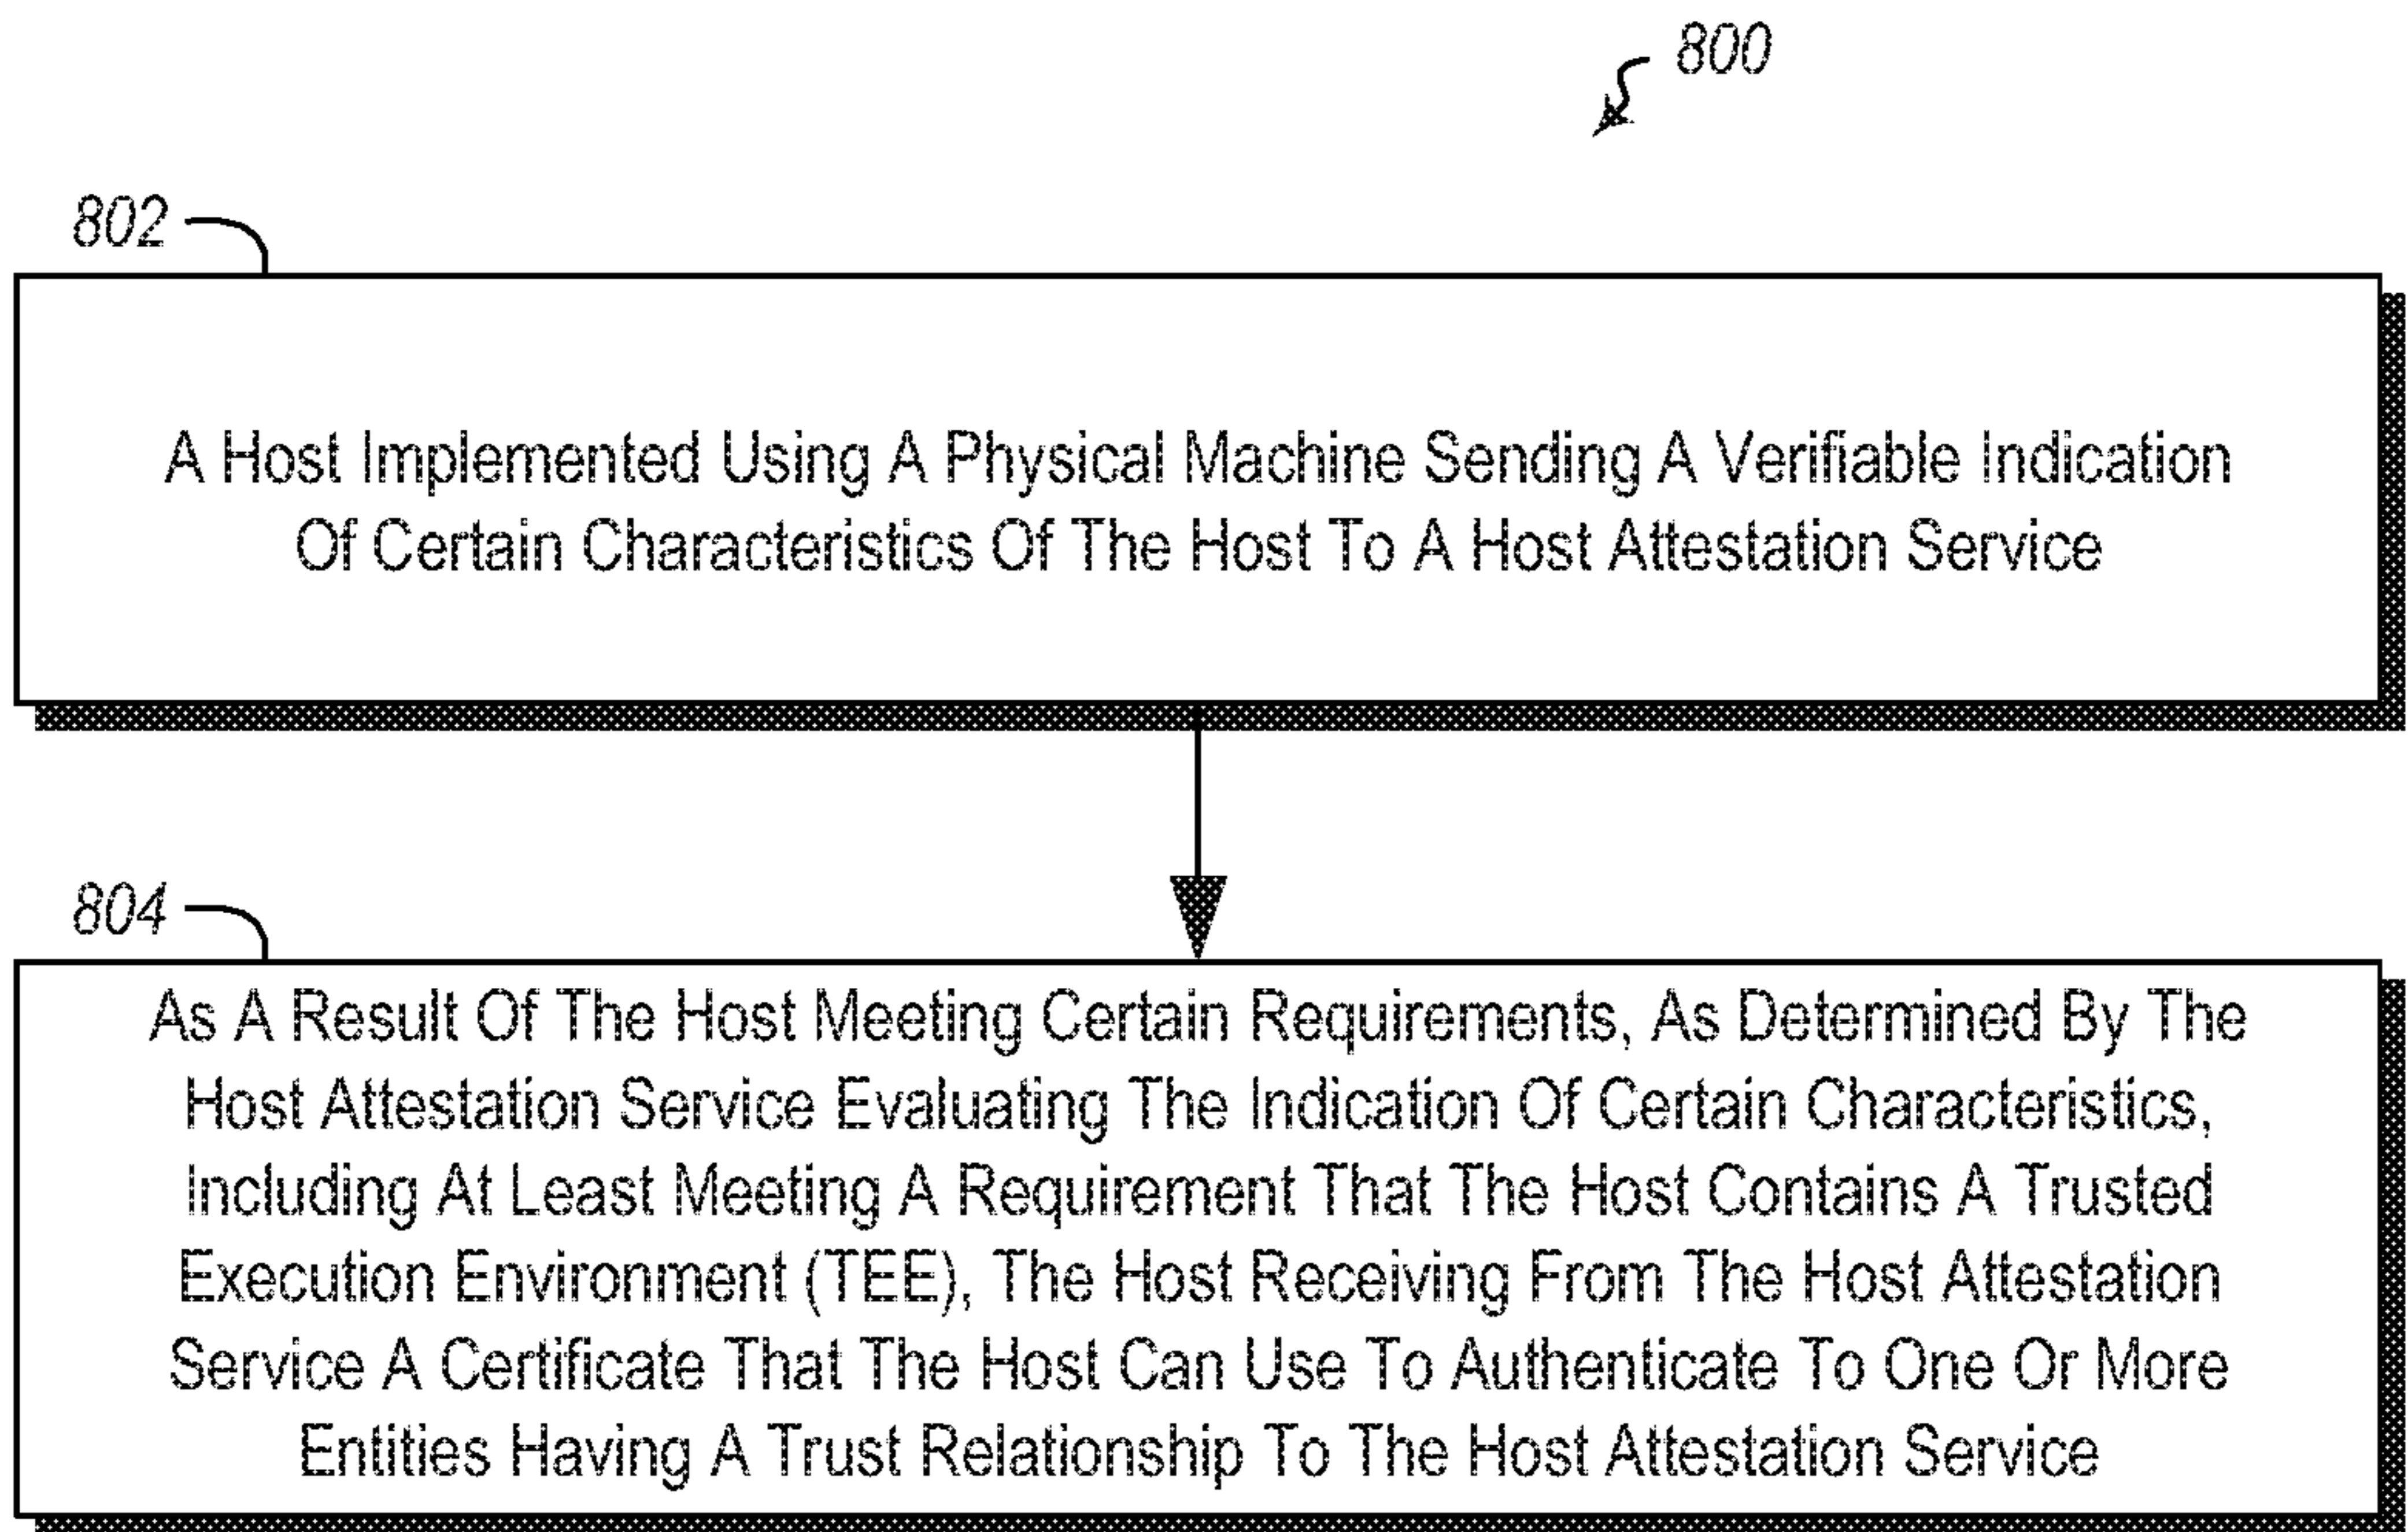 800
802
A Host Implemented Using A Physical Machine Sending A Verifiable Indication
Of Certain Characteristics Of The Host To A Host Attestation Service
804
As A Result Of The Host Meeting Certain Requirements, As Determined By The
Host Attestation Service Evaluating The Indication Of Certain Characteristics,
Including At Least Meeting A Requirement That The Host Contains A Trusted
Execution Environment (TEE), The Host Receiving From The Host Attestation
Service A Certificate That The Host Can Use To Authenticate To One Or More
Entities Having A Trust Relationship To The Host Attestation Service